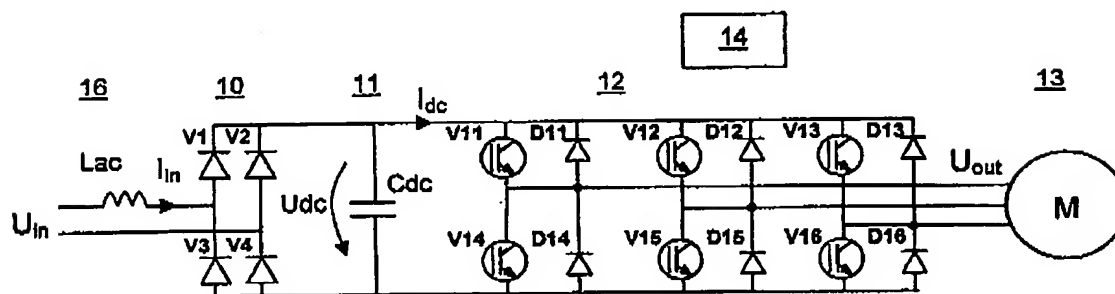 14
16 10 11 12 13
Idc
V1 V2 V11 D11 V12 D12 V13 D13
Lac Iin Udc Cdc Uout
Uin M
V3 V4 V14 D14 V15 D15 V16 D16